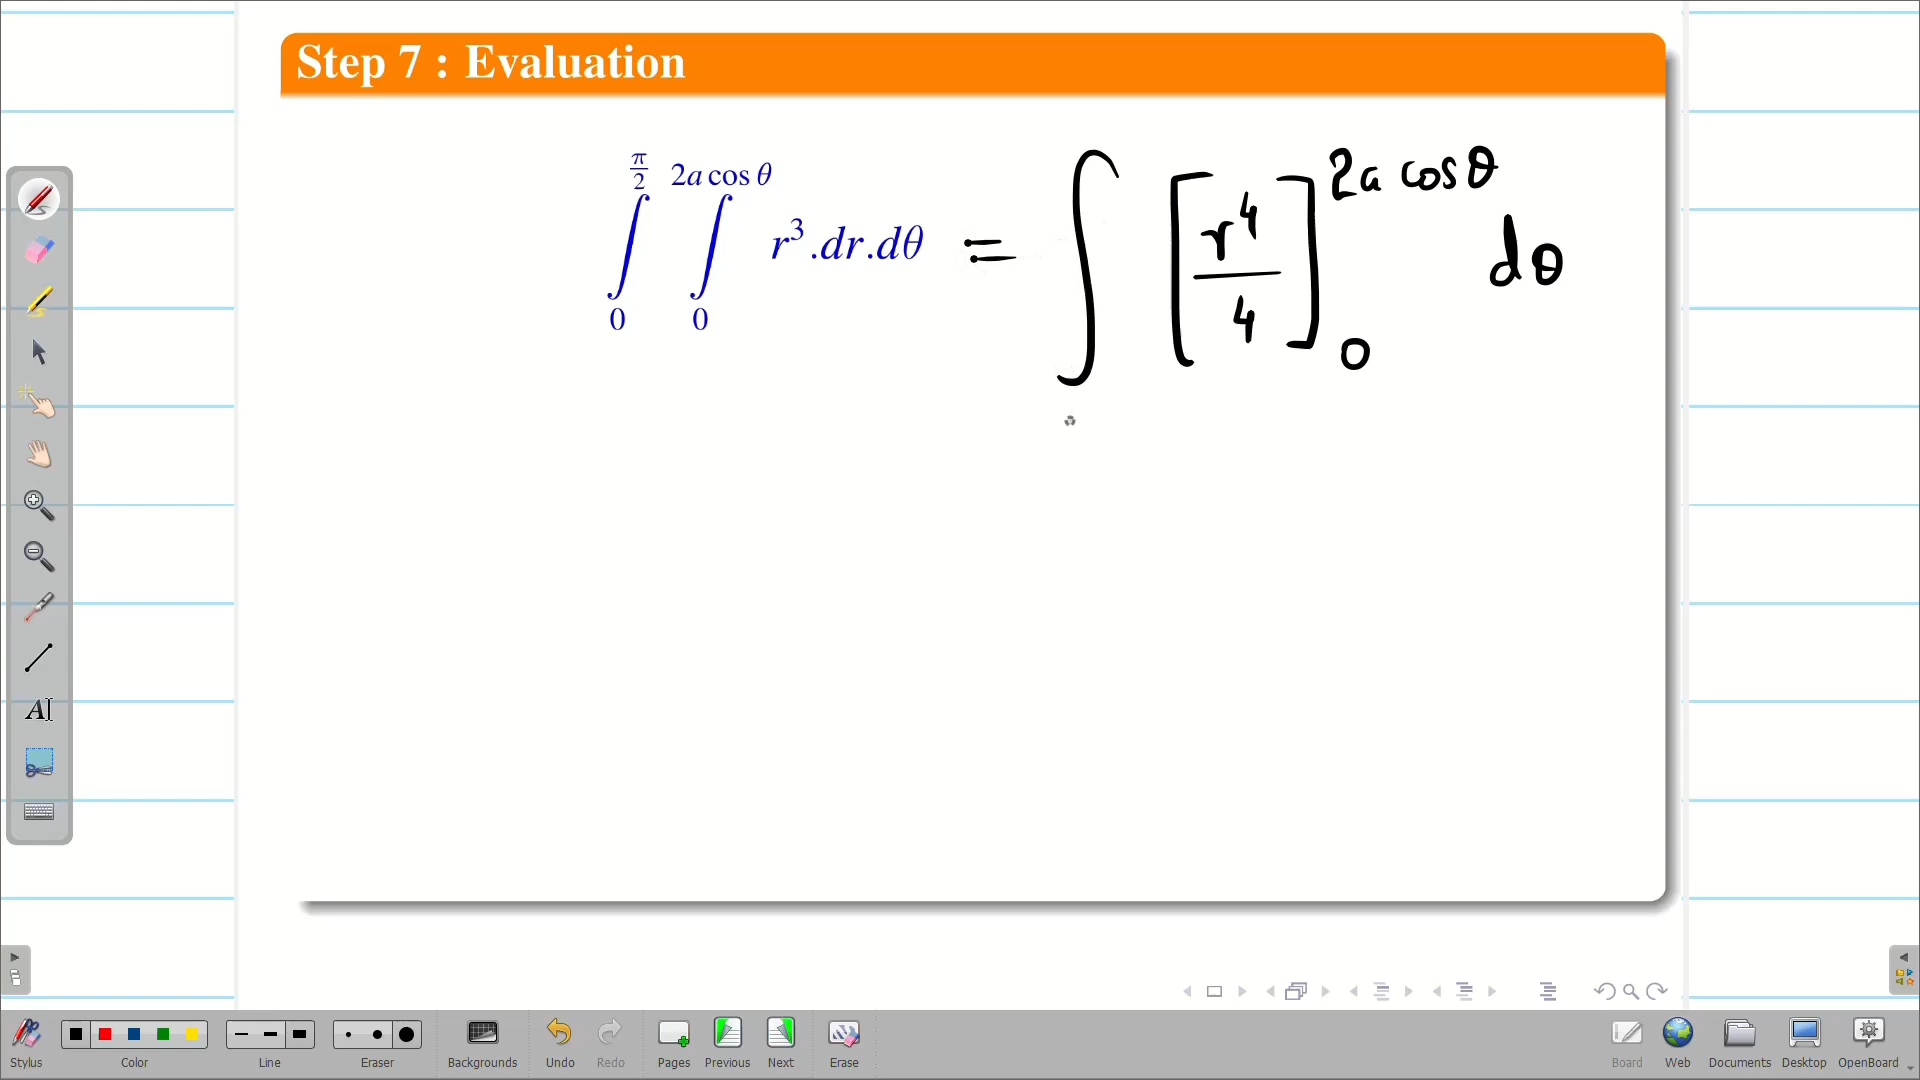 Step 7 : Evaluation
π/2 2a cos θ
∫ ∫ r³ .dr.dθ = ∫ [r⁴/4] 2a cosθ dθ
0 0 0
Stylus Color Line Eraser Backgrounds Undo Redo Pages Previous Next Erase Board Web Documents Desktop OpenBoard